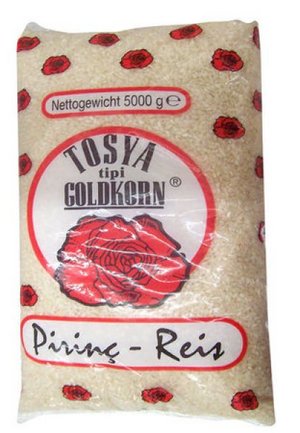 Nettogewicht 5000 g ℮
TOSYA
tipi
GOLDKORN ®
Pirinç - Reis